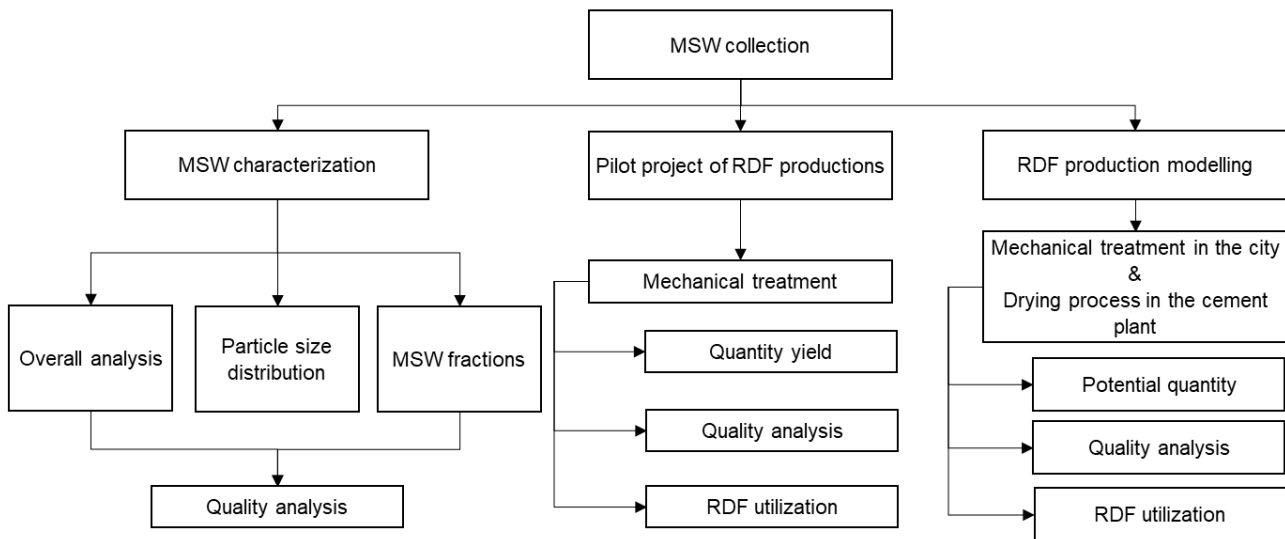 MSW collection
MSW characterization
Pilot project of RDF productions
RDF production modelling
Overall analysis
Particle size
distribution
MSW fractions
Quality analysis
Mechanical treatment
Quantity yield
Quality analysis
RDF utilization
Mechanical treatment in the city
&
Drying process in the cement
plant
Potential quantity
Quality analysis
RDF utilization